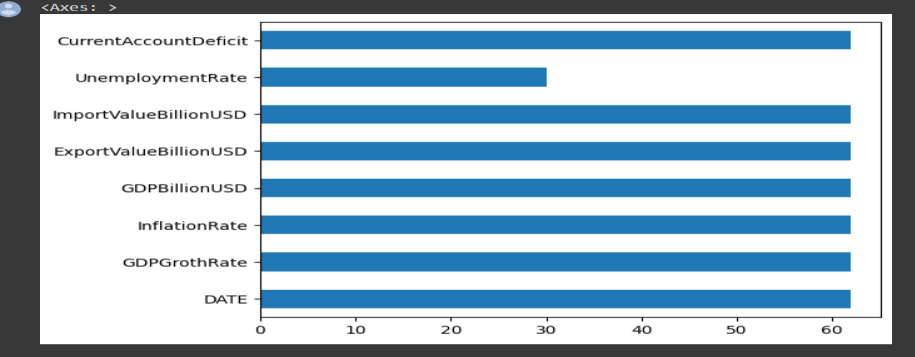 <Axes: >
CurrentAccountDeficit
UnemploymentRate
ImportValueBillionUSD
ExportValueBillionUSD
GDPBillionUSD
InflationRate
GDPGrothRate
DATE
0 10 20 30 40 50 60